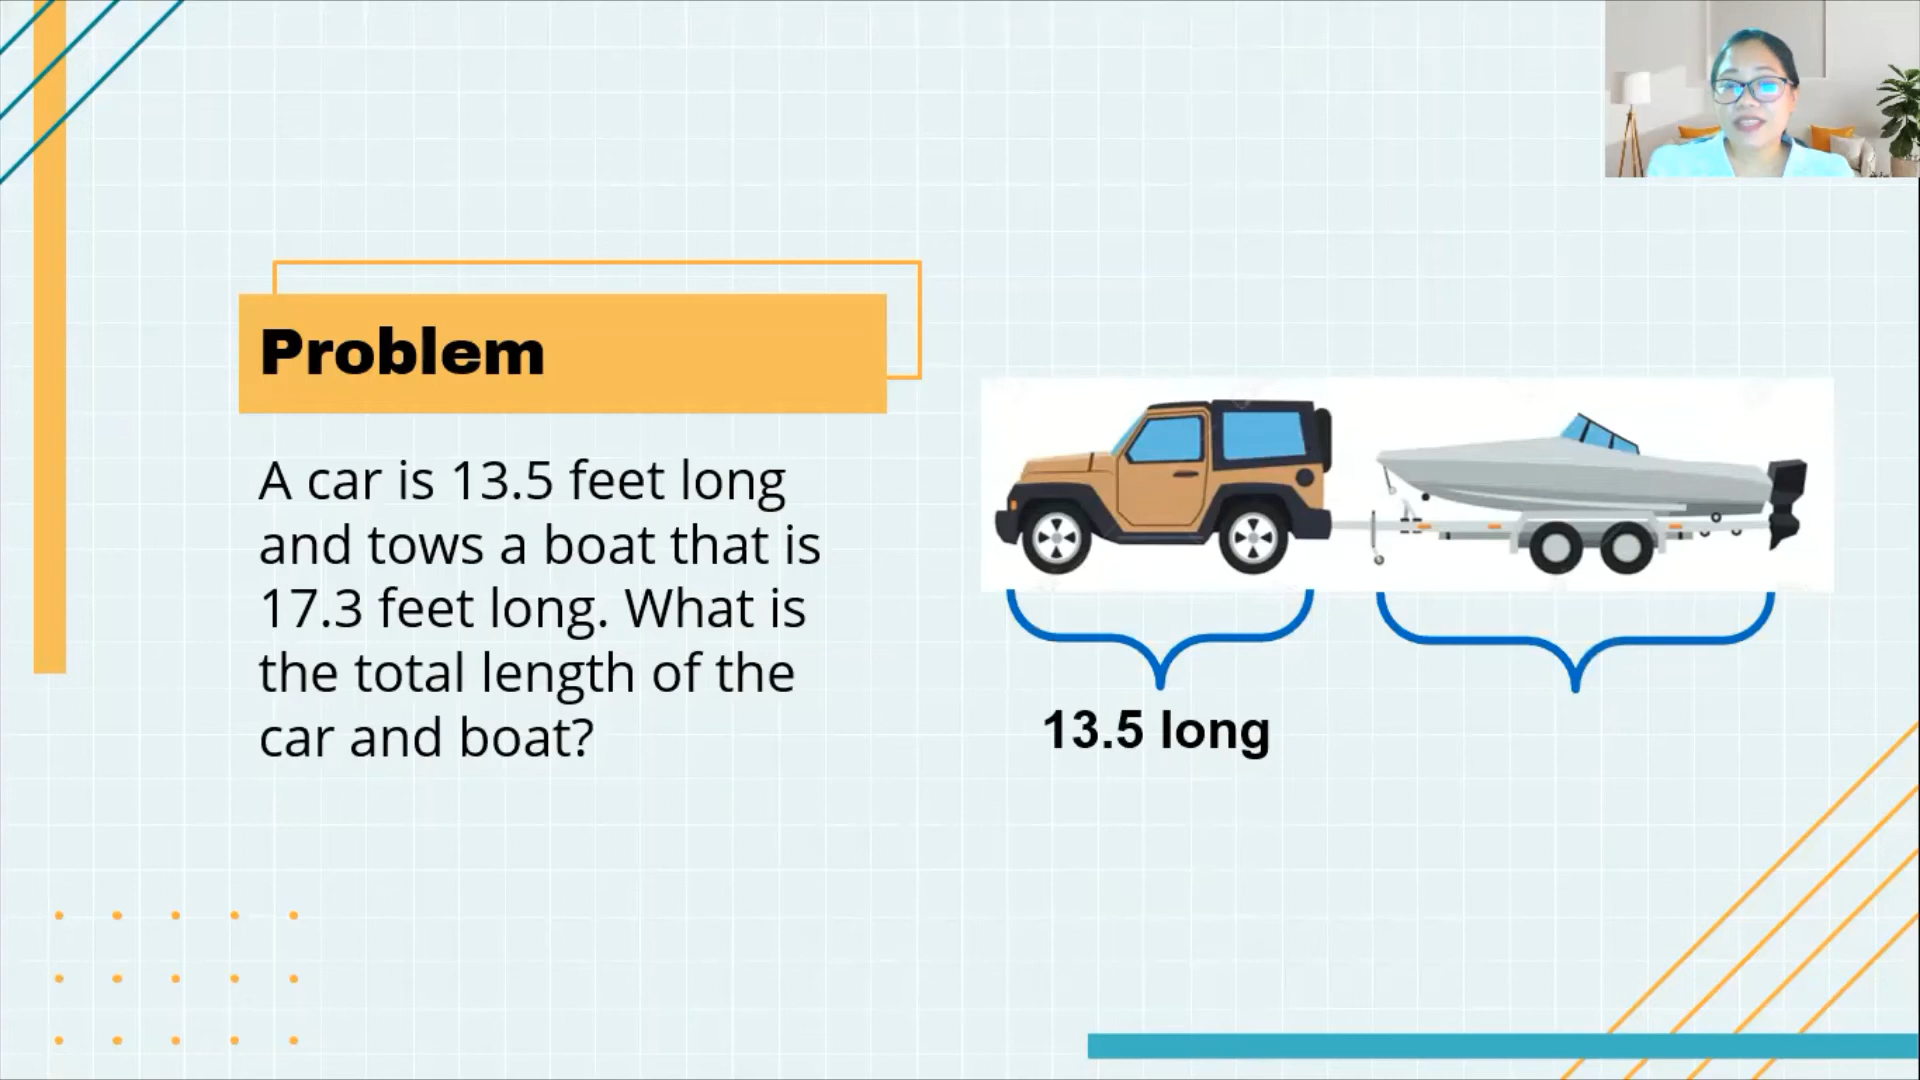 Problem
A car is 13.5 feet long
and tows a boat that is
17.3 feet long. What is
the total length of the
car and boat?
13.5 long